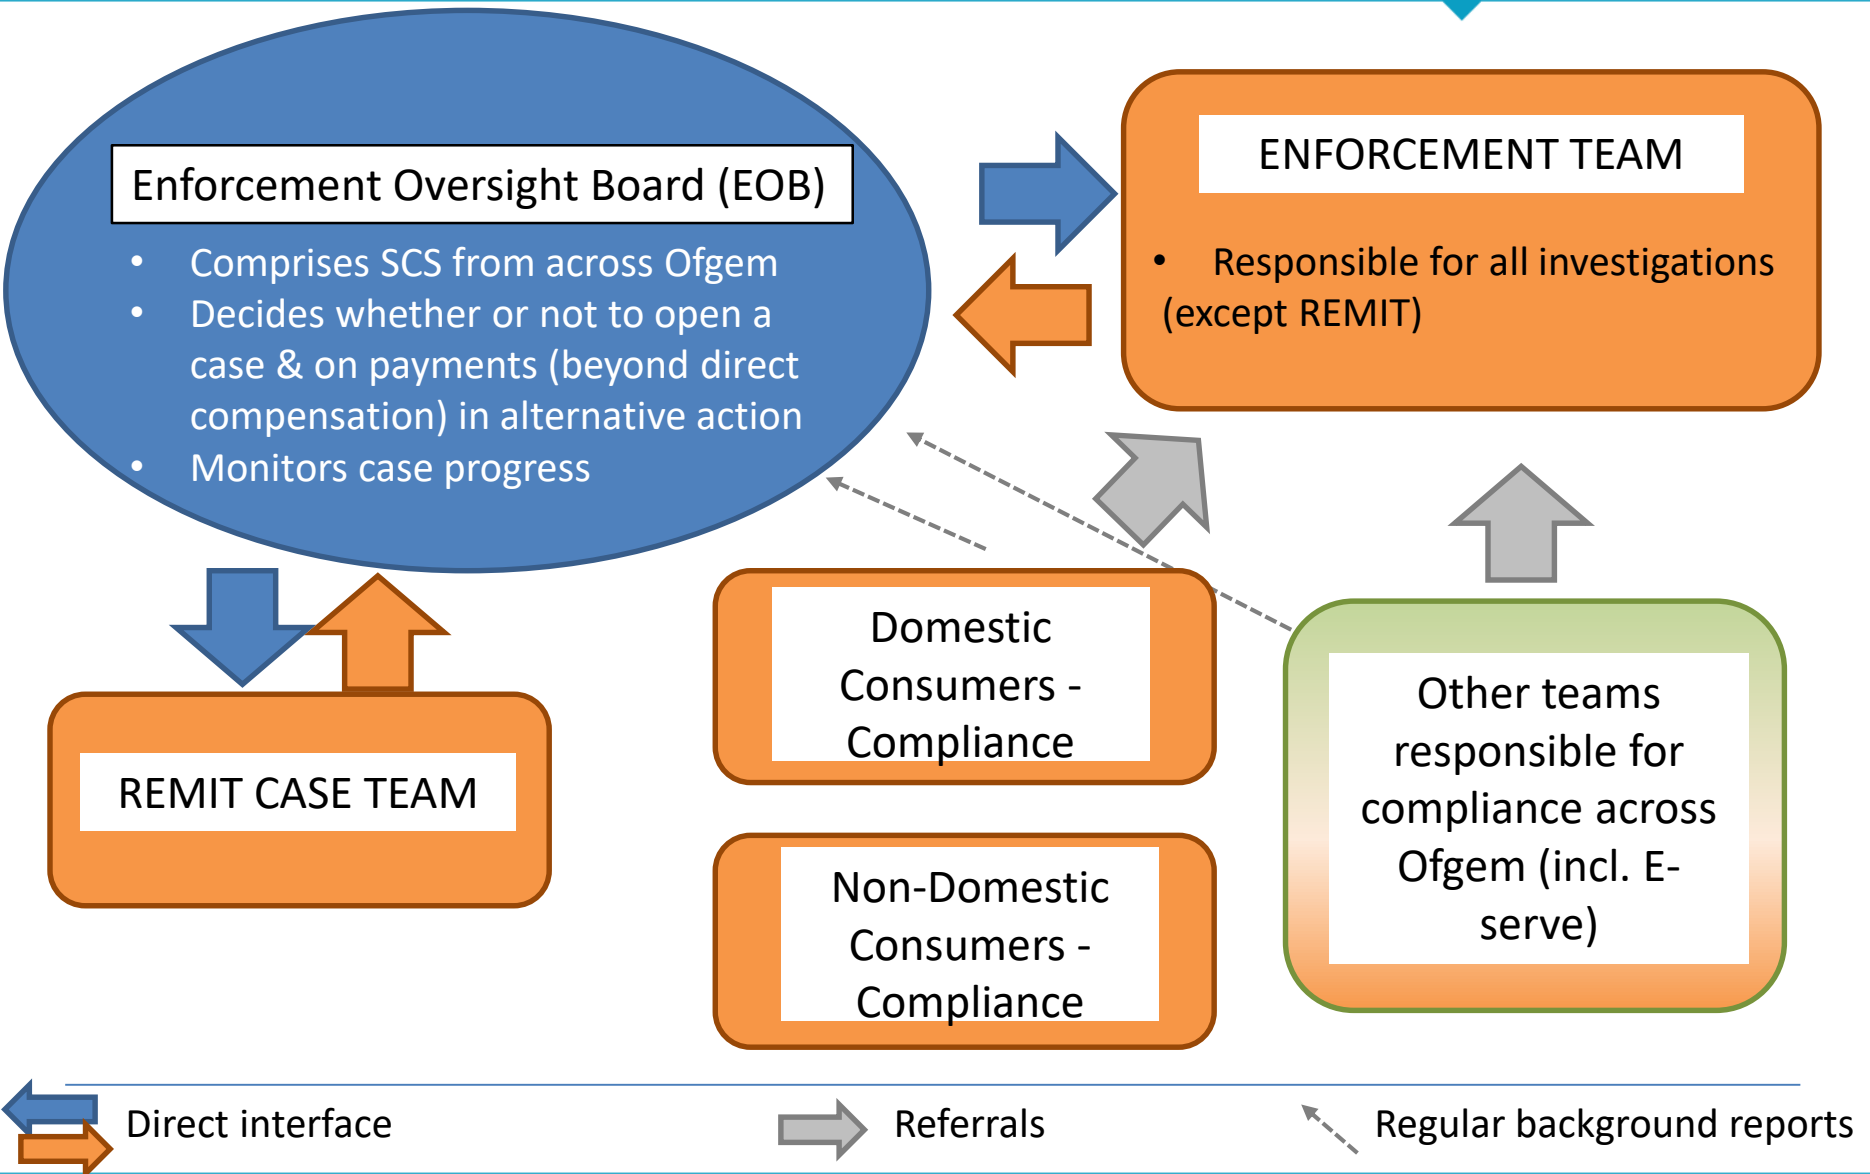 Enforcement Oversight Board (EOB)
• Comprises SCS from across Ofgem
• Decides whether or not to open a
case & on payments (beyond direct
compensation) in alternative action
• Monitors case progress
ENFORCEMENT TEAM
• Responsible for all investigations
(except REMIT)
REMIT CASE TEAM
Domestic
Consumers -
Compliance
Non-Domestic
Consumers -
Compliance
Other teams
responsible for
compliance across
Ofgem (incl. E-
serve)
Direct interface
Referrals
Regular background reports